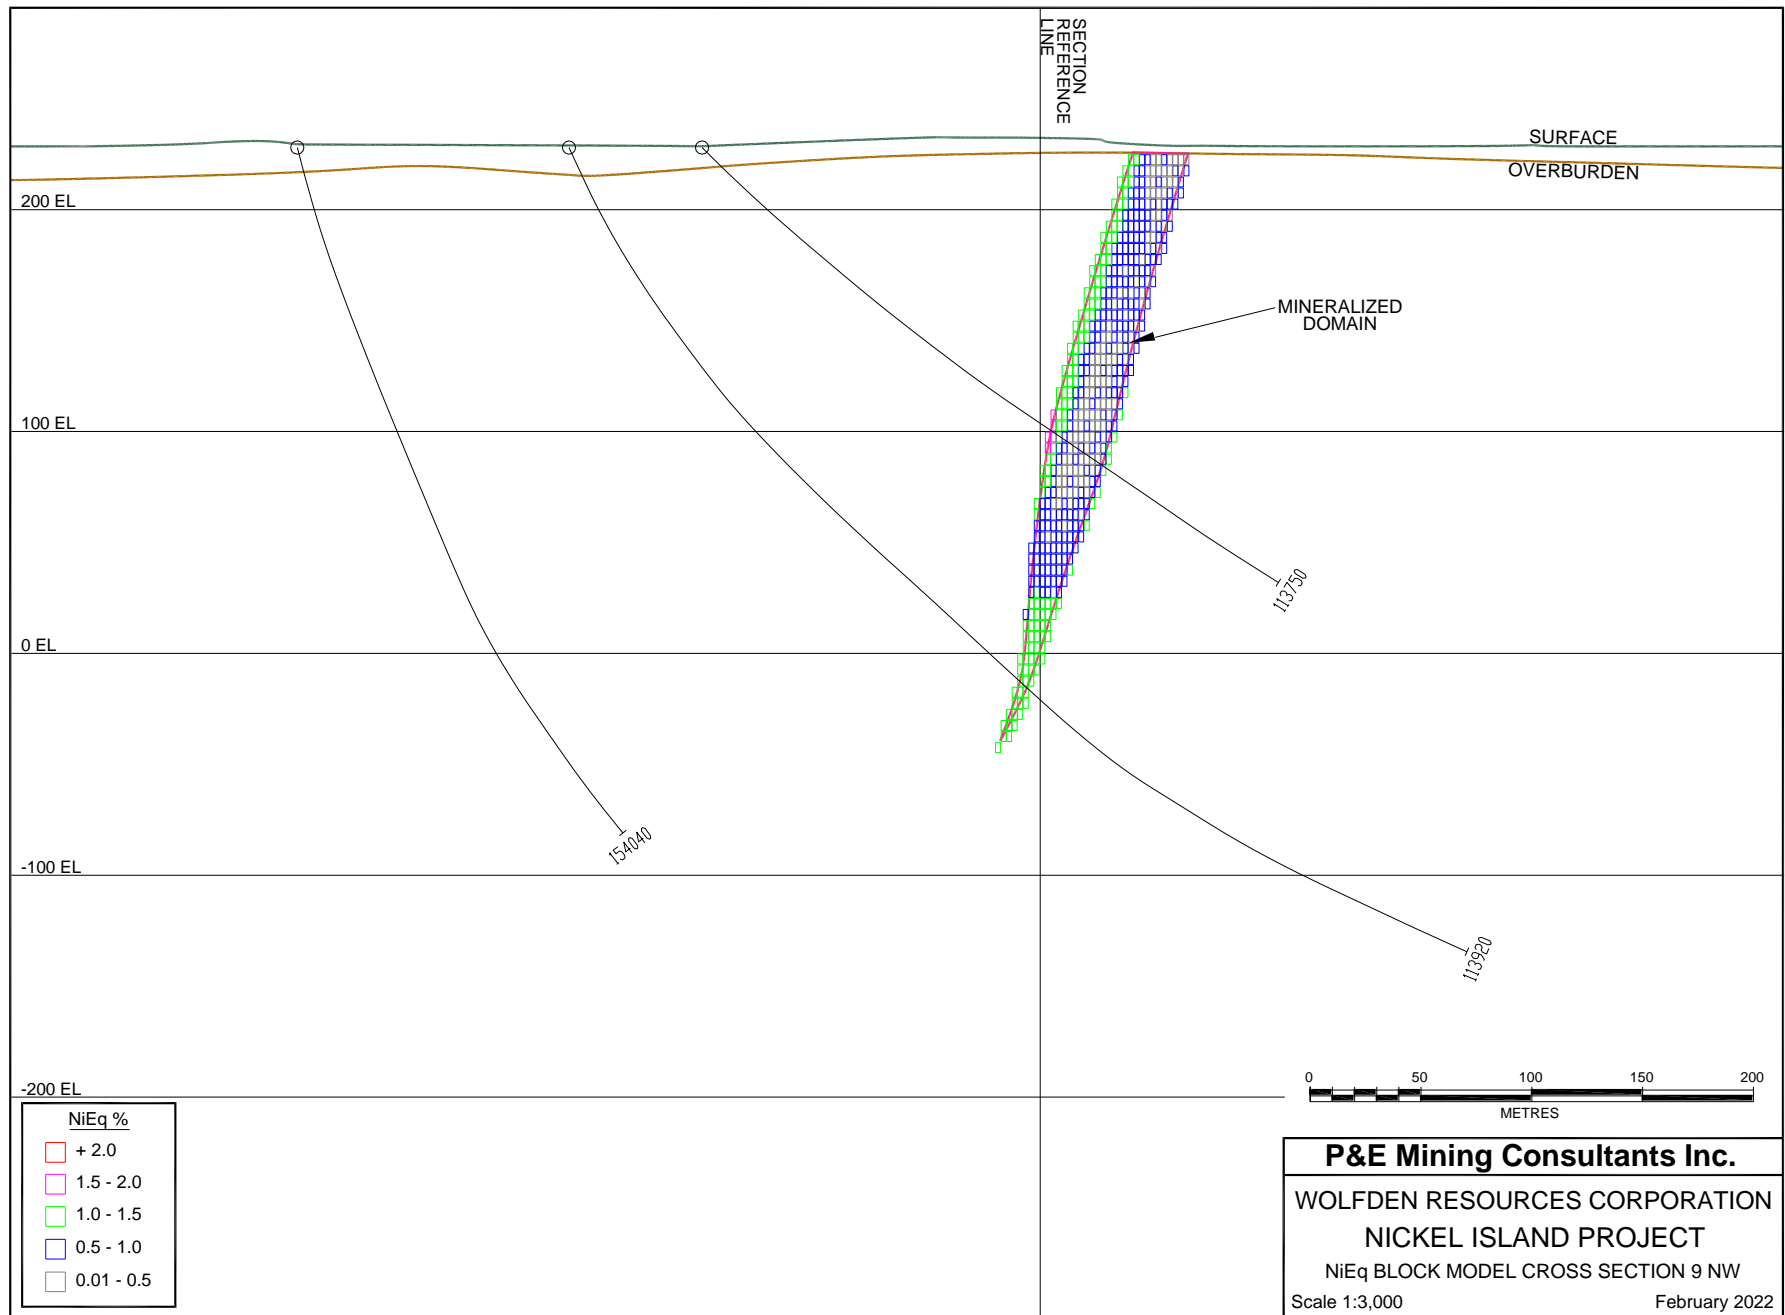 SECTION
REFERENCE
LINE
SURFACE
OVERBURDEN
200 EL
MINERALIZED
DOMAIN
100 EL
113750
0 EL
154040
-100 EL
113920
-200 EL
0 50 100 150 200
METRES
NiEq %
+ 2.0
1.5 - 2.0
1.0 - 1.5
0.5 - 1.0
0.01 - 0.5
P&E Mining Consultants Inc.
WOLFDEN RESOURCES CORPORATION
NICKEL ISLAND PROJECT
NiEq BLOCK MODEL CROSS SECTION 9 NW
Scale 1:3,000 February 2022